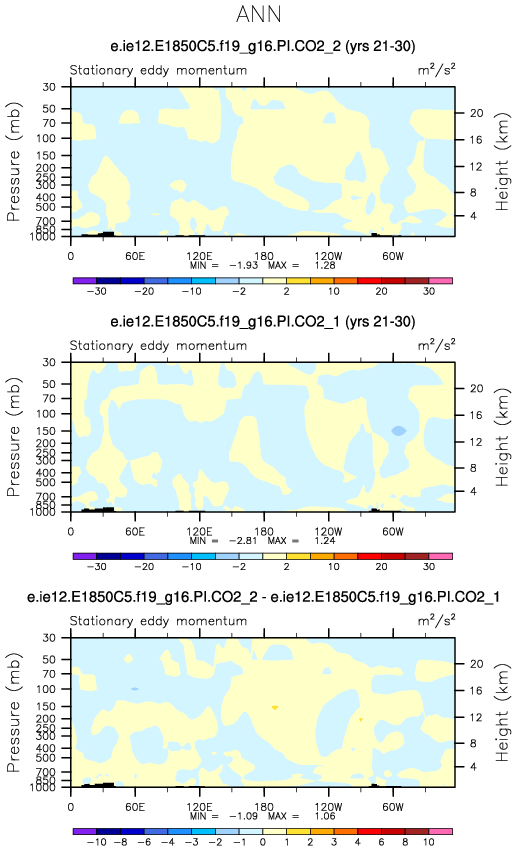 ANN
e.ie12.E1850C5.f19_g16.PI.CO2_2 (yrs 21-30)
Stationary eddy momentum m²/s²
Pressure (mb)
30
50
70
100
150
200
250
300
400
500
700
850
1000
Height (km)
20
16
12
8
4
0 60E 120E 180 120W 60W
MIN = -1.93 MAX = 1.28
-30 -20 -10 -2 2 10 20 30
e.ie12.E1850C5.f19_g16.PI.CO2_1 (yrs 21-30)
Stationary eddy momentum m²/s²
Pressure (mb)
30
50
70
100
150
200
250
300
400
500
700
850
1000
Height (km)
20
16
12
8
4
0 60E 120E 180 120W 60W
MIN = -2.81 MAX = 1.24
-30 -20 -10 -2 2 10 20 30
e.ie12.E1850C5.f19_g16.PI.CO2_2 - e.ie12.E1850C5.f19_g16.PI.CO2_1
Stationary eddy momentum m²/s²
Pressure (mb)
30
50
70
100
150
200
250
300
400
500
700
850
1000
Height (km)
20
16
12
8
4
0 60E 120E 180 120W 60W
MIN = -1.09 MAX = 1.06
-10 -8 -6 -4 -3 -2 -1 0 1 2 3 4 6 8 10